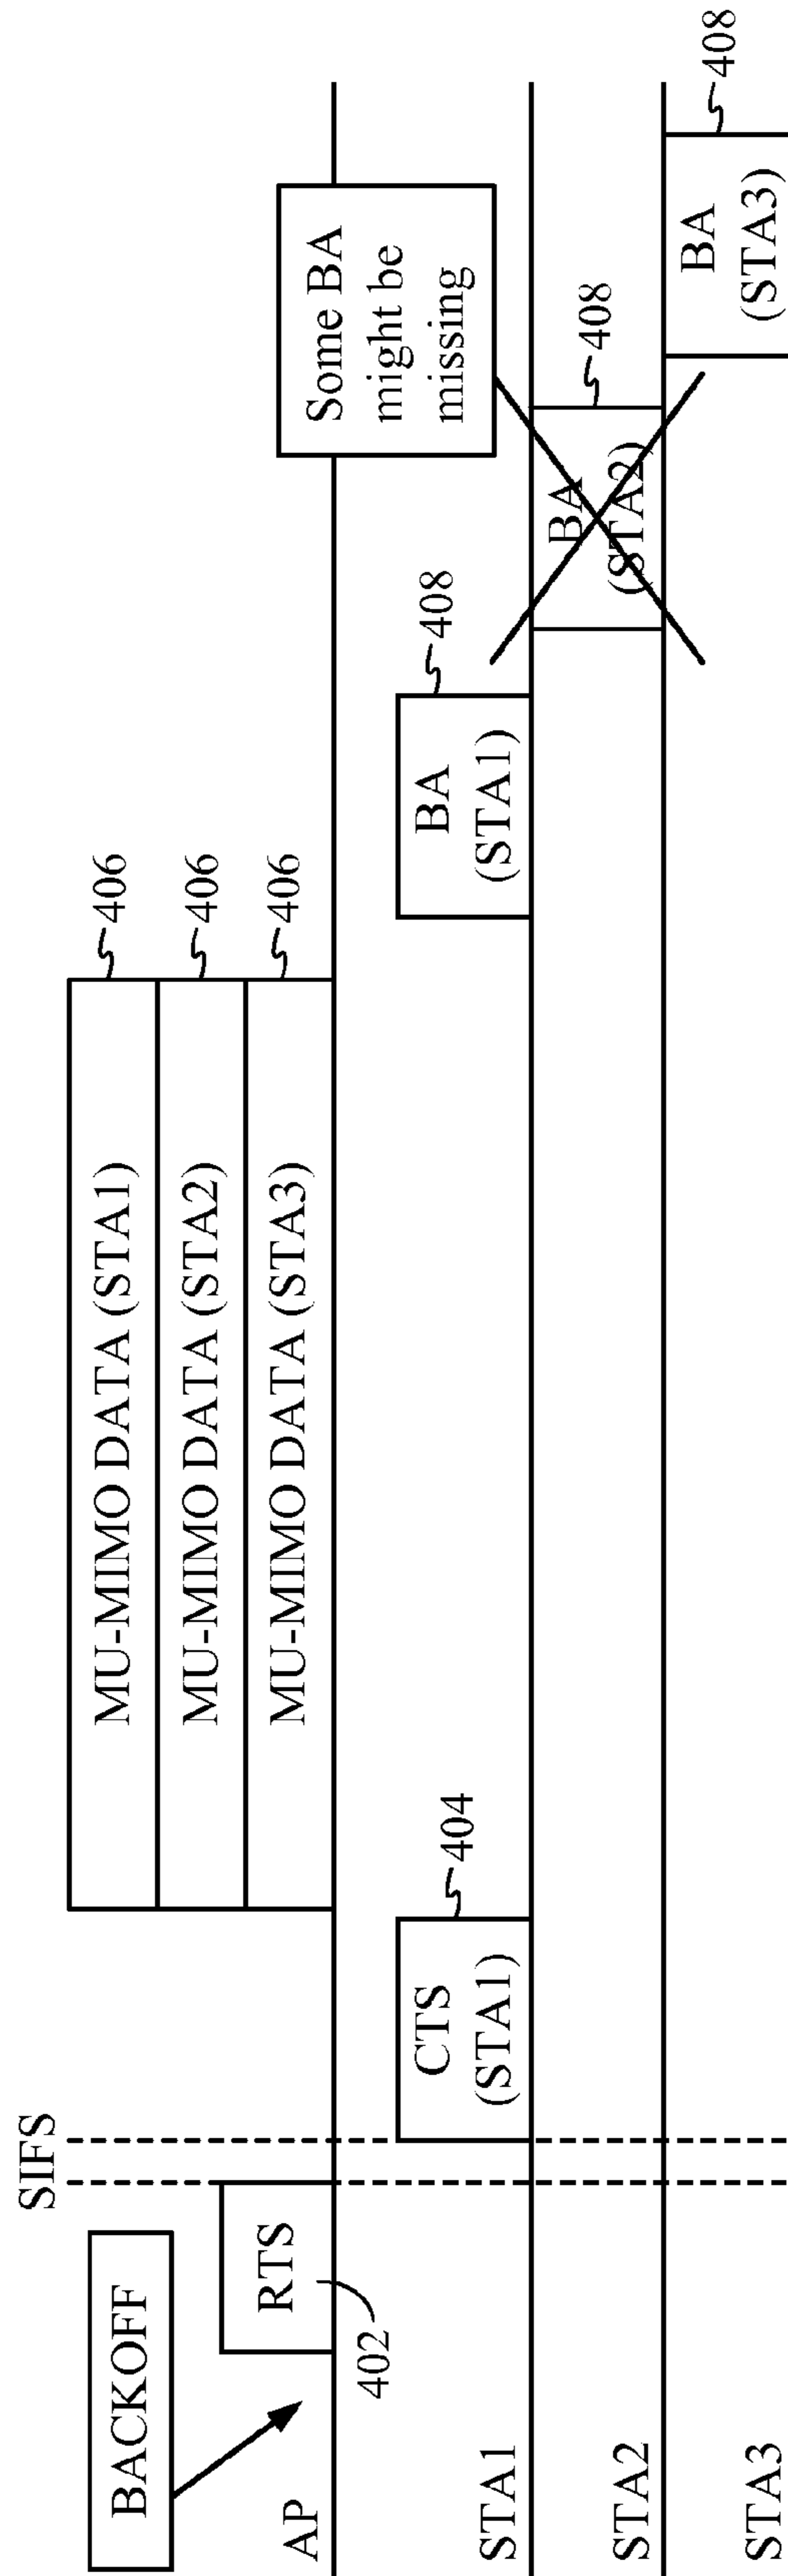 SIFS
BACKOFF
RTS
402
AP
MU-MIMO DATA (STA1)
406
MU-MIMO DATA (STA2)
406
MU-MIMO DATA (STA3)
406
Some BA
might be
missing
CTS
(STA1)
404
BA
(STA1)
408
STA1
BA
(STA2)
408
STA2
BA
(STA3)
408
STA3